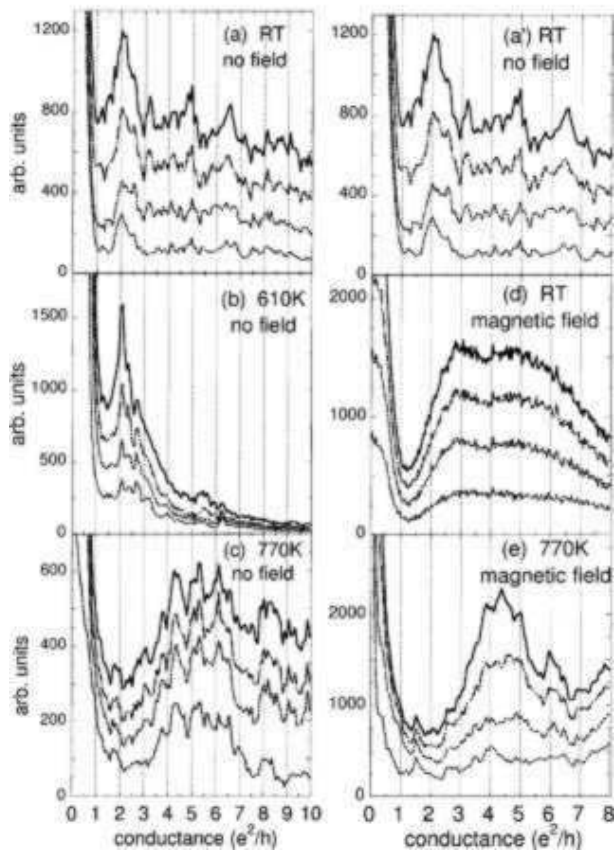 1200
800
400
0
arb. units
(a) RT
no field
1200
800
400
0
(a') RT
no field
1500
1000
500
0
arb. units
(b) 610K
no field
2000
1000
0
(d) RT
magnetic field
600
400
200
0
arb. units
(c) 770K
no field
2000
1000
0
(e) 770K
magnetic field
0 1 2 3 4 5 6 7 8 9 10
conductance (e²/h)
0 1 2 3 4 5 6 7 8
conductance (e²/h)